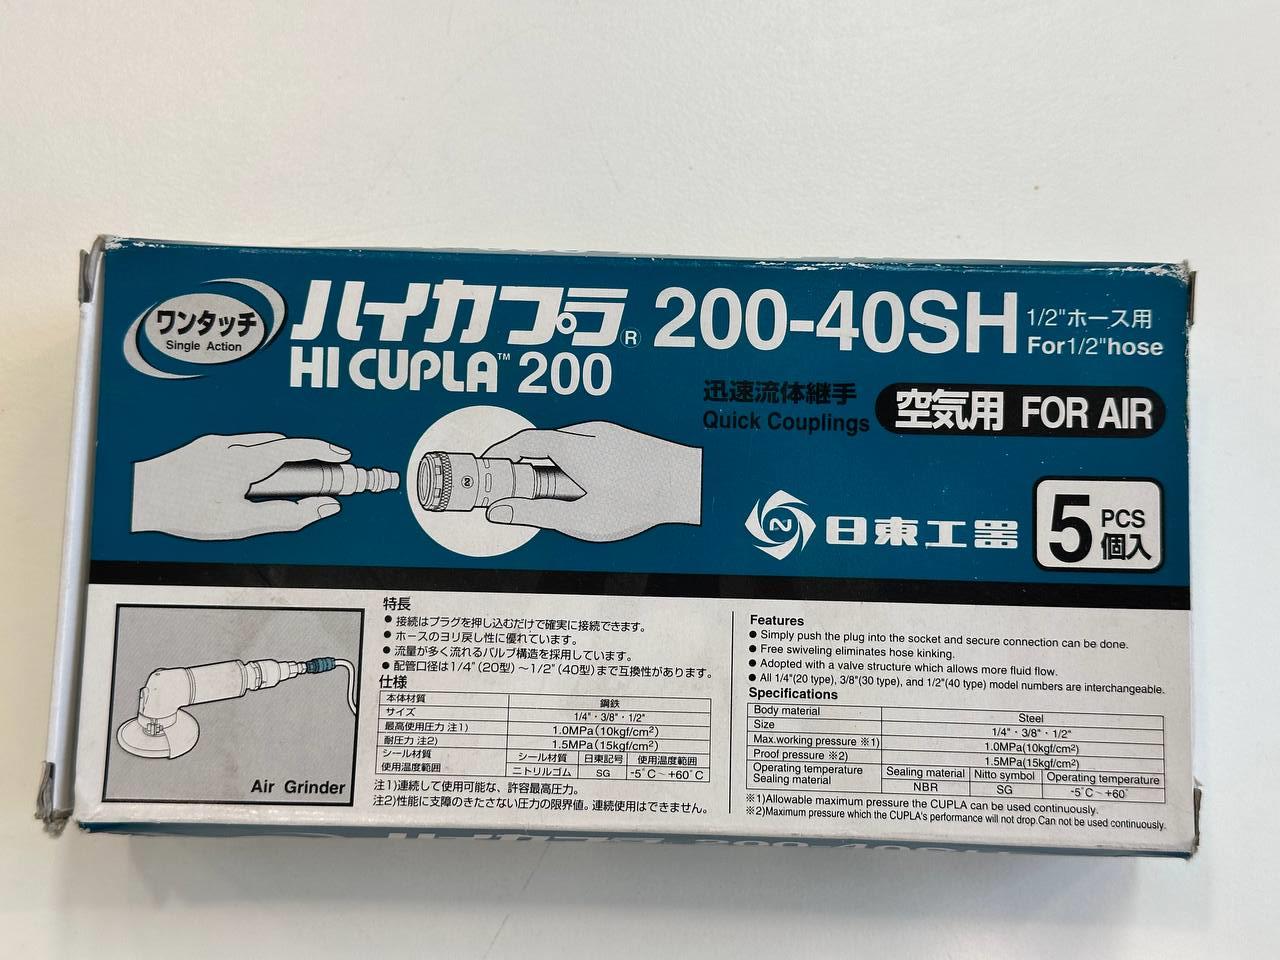 ワンタッチ
Single Action
ハイカプラ®
HI CUPLA™ 200
200-40SH
1/2"ホース用
For1/2"hose
迅速流体継手
Quick Couplings
空気用 FOR AIR
日東工器
5 PCS
個入
Air Grinder
特長
● 接続はプラグを押し込むだけで確実に接続できます。
● ホースのヨリ戻し性に優れています。
● 流量が多く流れるバルブ構造を採用しています。
● 配管口径は1/4"(20型)～1/2"(40型)まで互換性があります。
仕様
本体材質 鋼鉄
サイズ 1/4"・3/8"・1/2"
最高使用圧力 注1) 1.0MPa(10kgf/cm²)
耐圧力 注2) 1.5MPa(15kgf/cm²)
シール材質 シール材質 日東記号 使用温度範囲
使用温度範囲 ニトリルゴム SG -5℃～+60℃
注1)連続して使用可能な、許容最高圧力。
注2)性能に支障のきたさない圧力の限界値。連続使用はできません。
Features
● Simply push the plug into the socket and secure connection can be done.
● Free swiveling eliminates hose kinking.
● Adopted with a valve structure which allows more fluid flow.
● All 1/4"(20 type), 3/8"(30 type), and 1/2"(40 type) model numbers are interchangeable.
Specifications
Body material Steel
Size 1/4"・3/8"・1/2"
Max.working pressure ※1) 1.0MPa(10kgf/cm²)
Proof pressure ※2) 1.5MPa(15kgf/cm²)
Operating temperature Sealing material Nitto symbol Operating temperature
Sealing material NBR SG -5℃～+60°
※1)Allowable maximum pressure the CUPLA can be used continuously.
※2)Maximum pressure which the CUPLA's performance will not drop.Can not be used continuously.